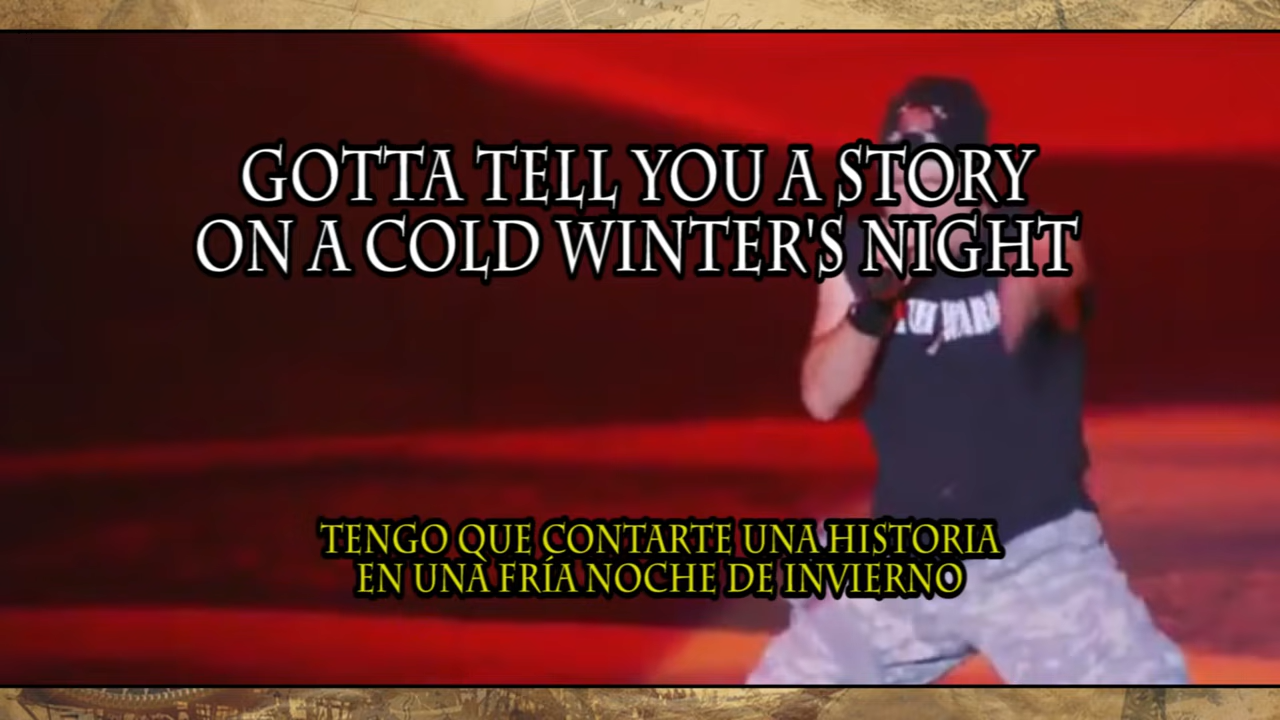 GOTTA TELL YOU A STORY
ON A COLD WINTER'S NIGHT
TENGO QUE CONTARTE UNA HISTORIA
EN UNA FRÍA NOCHE DE INVIERNO